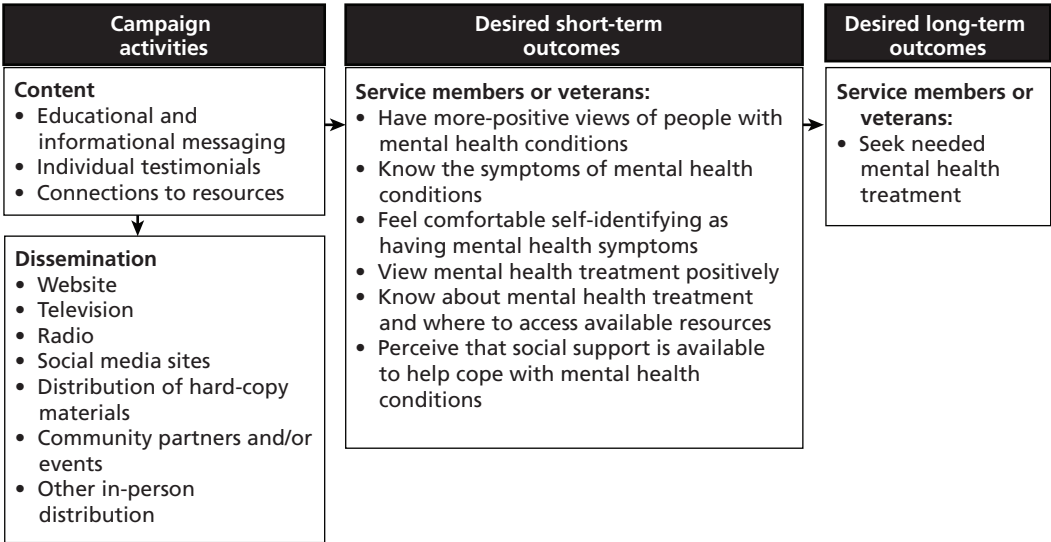 Campaign
activities
Content
• Educational and
informational messaging
• Individual testimonials
• Connections to resources
Dissemination
• Website
• Television
• Radio
• Social media sites
• Distribution of hard-copy
materials
• Community partners and/or
events
• Other in-person
distribution
Desired short-term
outcomes
Service members or veterans:
• Have more-positive views of people with
mental health conditions
• Know the symptoms of mental health
conditions
• Feel comfortable self-identifying as
having mental health symptoms
• View mental health treatment positively
• Know about mental health treatment
and where to access available resources
• Perceive that social support is available
to help cope with mental health
conditions
Desired long-term
outcomes
Service members or
veterans:
• Seek needed
mental health
treatment